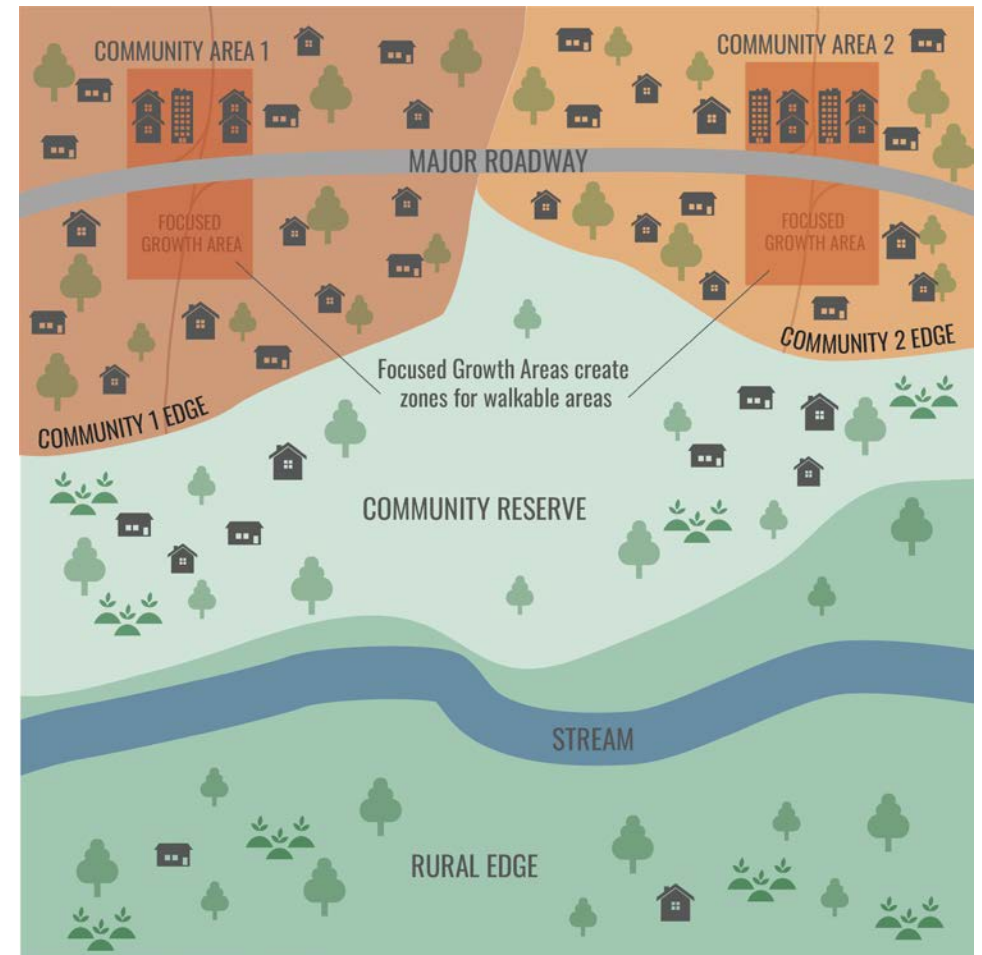 COMMUNITY AREA 1
COMMUNITY AREA 2
MAJOR ROADWAY
FOCUSED
GROWTH AREA
FOCUSED
GROWTH AREA
COMMUNITY 2 EDGE
Focused Growth Areas create
zones for walkable areas
COMMUNITY 1 EDGE
COMMUNITY RESERVE
STREAM
RURAL EDGE